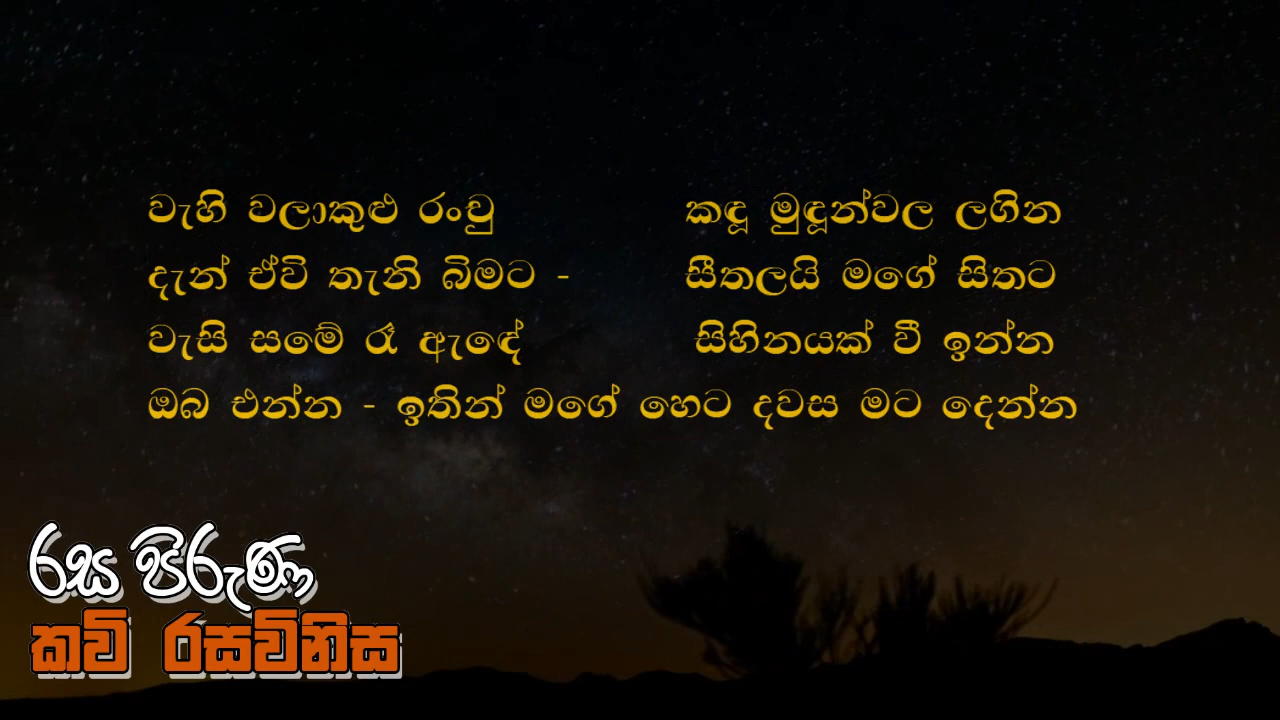 වැහි වලාකුළු රංචු කඳූ මුඳූන්වල ලගින
දැන් ඒවි තැනි බිමට - සීතලයි මගේ සිතට
වැසි සමේ රෑ ඇඳේ සිහිනයක් වී ඉන්න
ඔබ එන්න - ඉතින් මගේ හෙට දවස මට දෙන්න
රස පිරුණ
කවි රසවිනිස